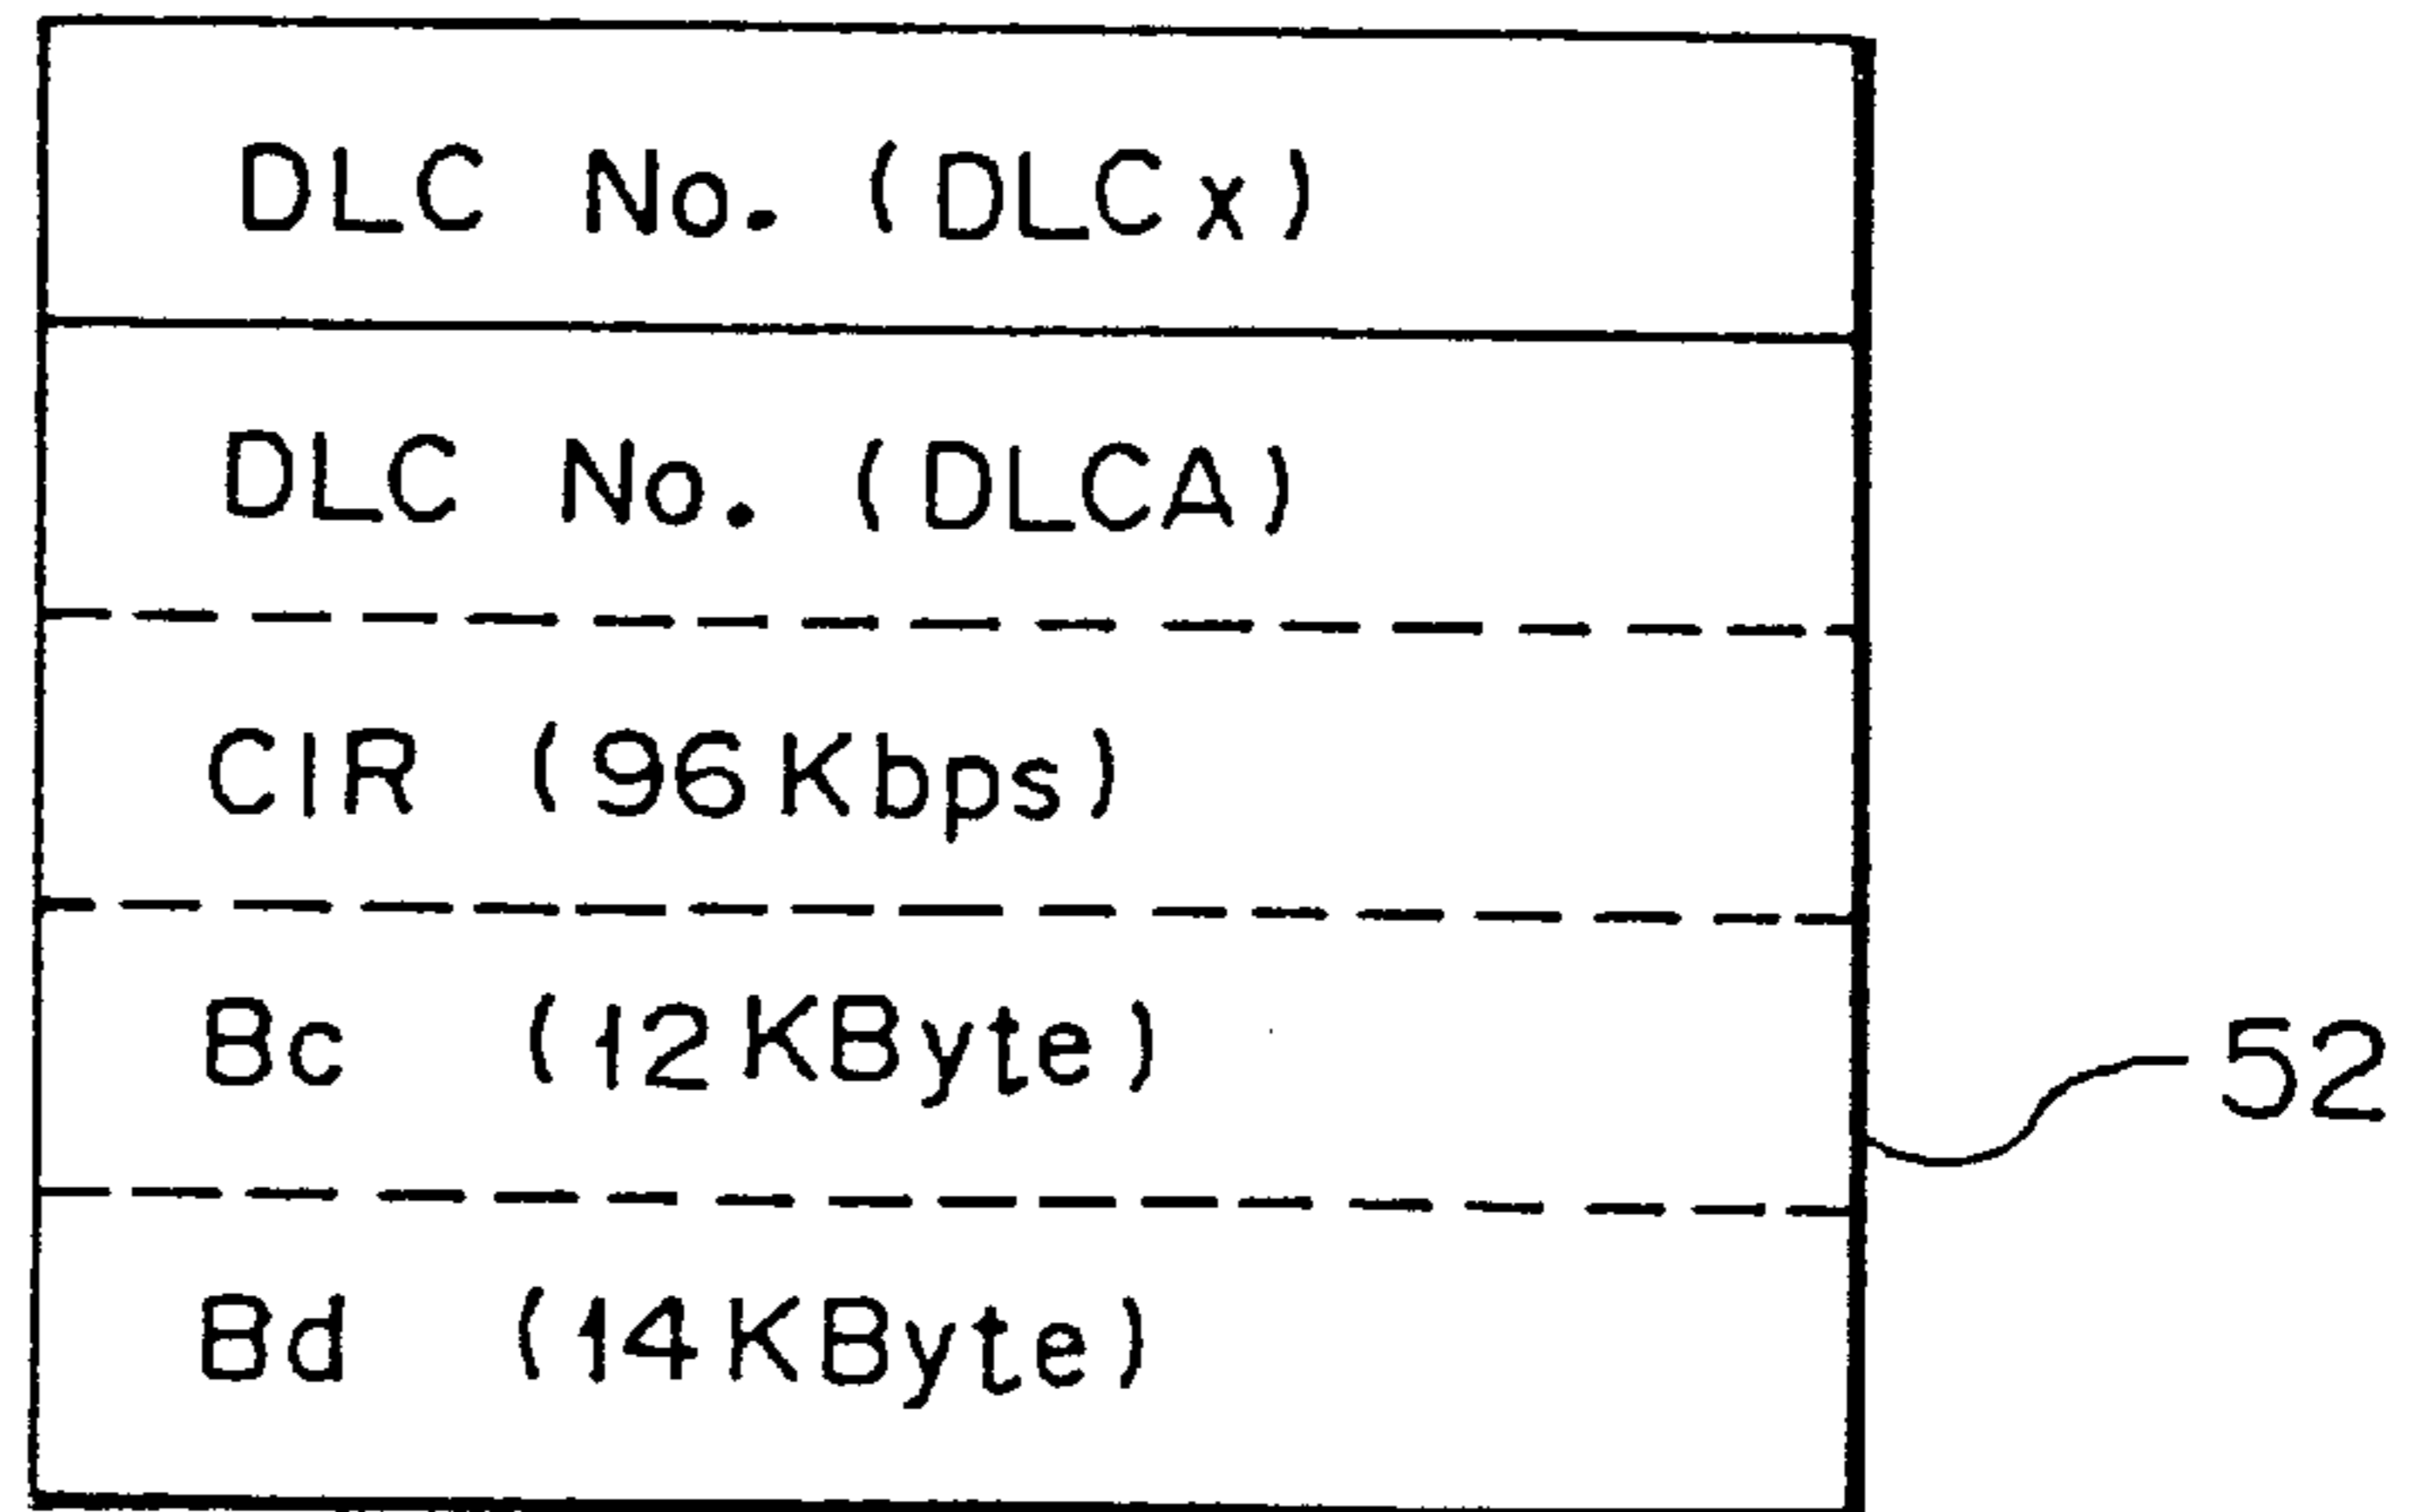 DLC No. (DLCx)
DLC No. (DLCA)
CIR (96Kbps)
Bc (12KByte)
Bd (14KByte)
52